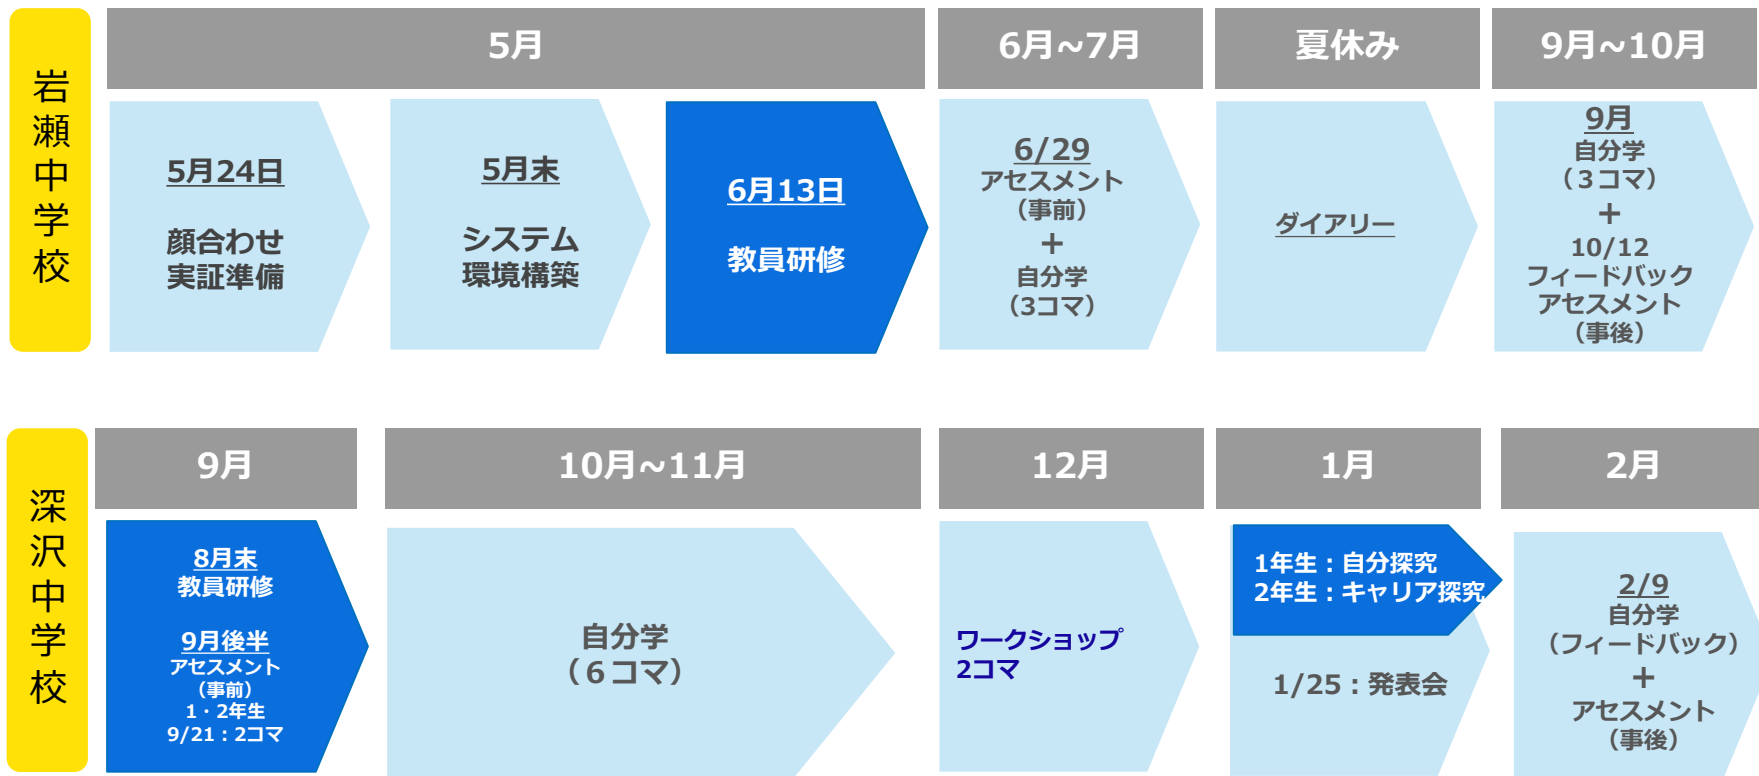 岩瀬中学校
5月
6月~7月
夏休み
9月~10月
5月24日
顔合わせ
実証準備
5月末
システム
環境構築
6月13日
教員研修
6/29
アセスメント
（事前）
＋
自分学
（3コマ）
ダイアリー
9月
自分学
（３コマ）
＋
10/12
フィードバック
アセスメント
（事後）
深沢中学校
9月
10月~11月
12月
1月
2月
8月末
教員研修
9月後半
アセスメント
（事前）
1・2年生
9/21：2コマ
自分学
（６コマ）
ワークショップ
2コマ
1年生：自分探究
2年生：キャリア探究
1/25：発表会
2/9
自分学
（フィードバック）
＋
アセスメント
（事後）